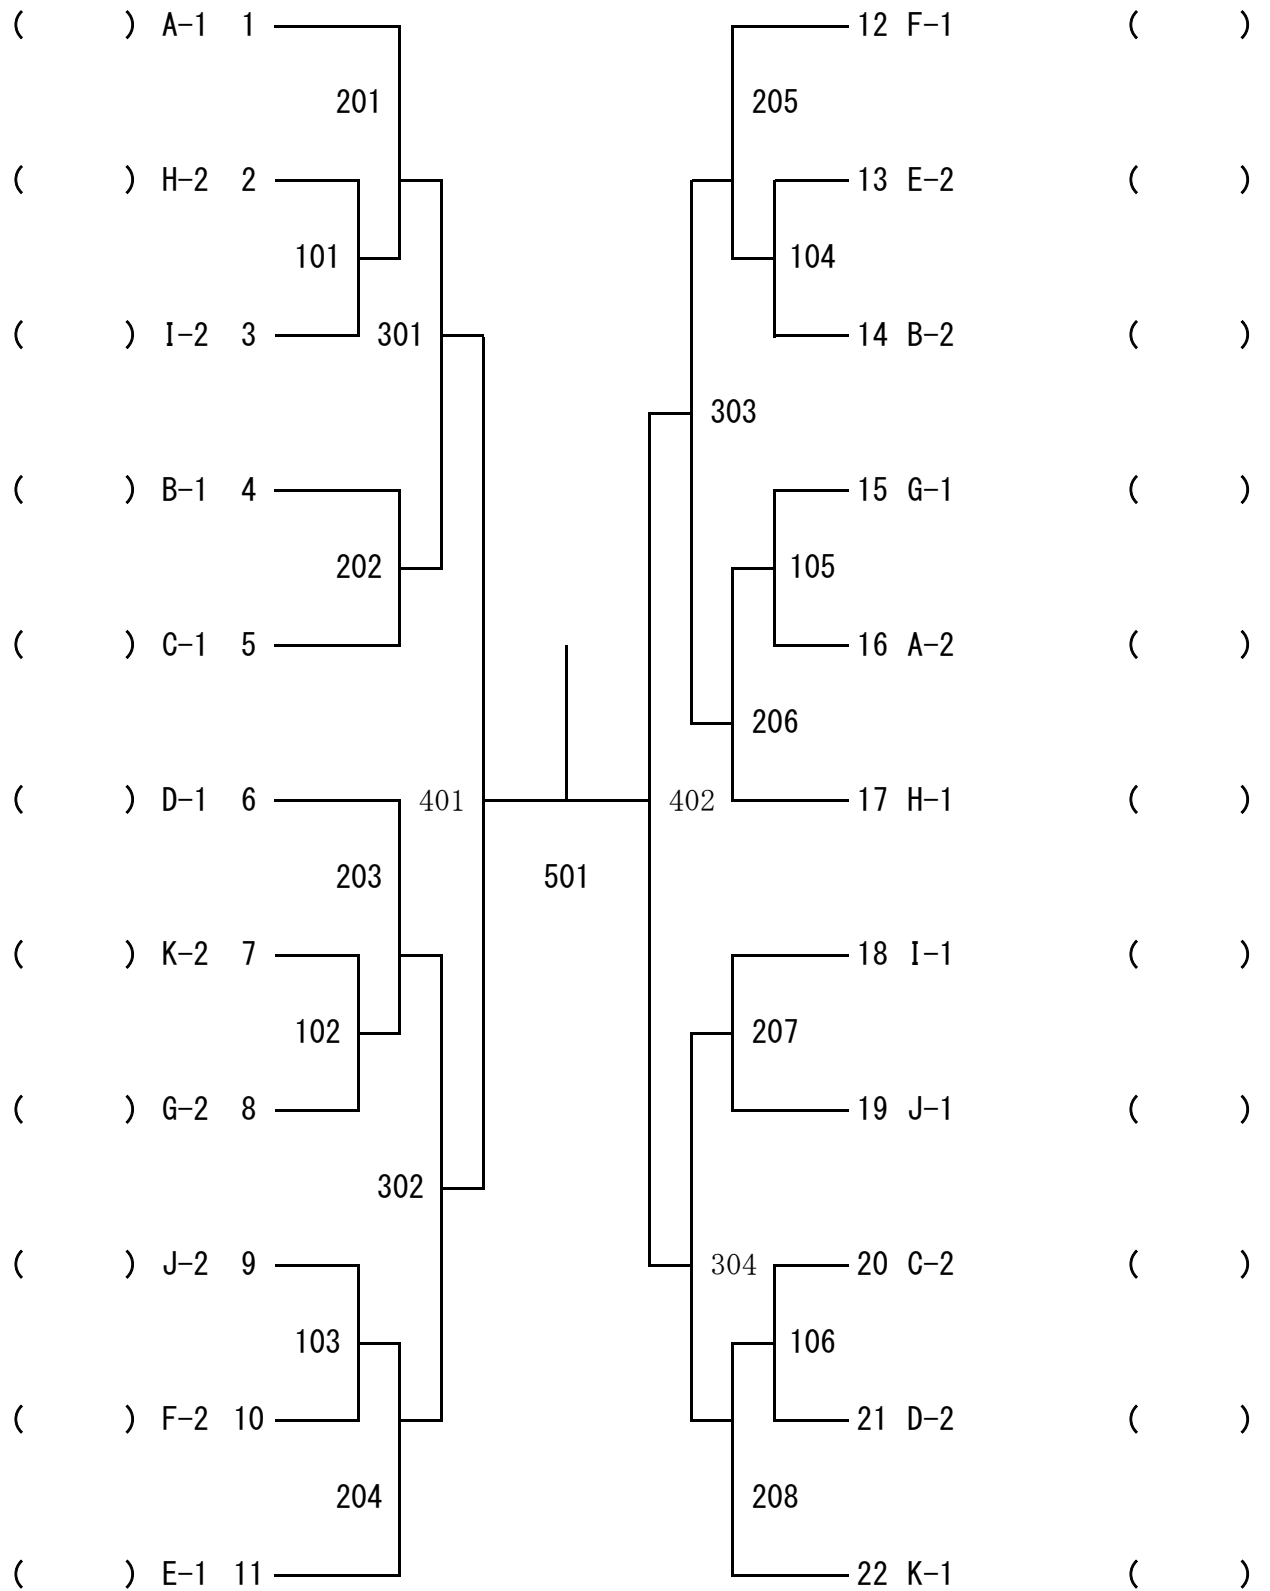 ( ) A-1 1 12 F-1 ( )
201 205
( ) H-2 2 13 E-2 ( )
101 104
( ) I-2 3 301 14 B-2 ( )
303
( ) B-1 4 15 G-1 ( )
202 105
( ) C-1 5 16 A-2 ( )
206
( ) D-1 6 401 402 17 H-1 ( )
203 501
( ) K-2 7 18 I-1 ( )
102 207
( ) G-2 8 19 J-1 ( )
302
( ) J-2 9 304 20 C-2 ( )
103 106
( ) F-2 10 21 D-2 ( )
204 208
( ) E-1 11 22 K-1 ( )